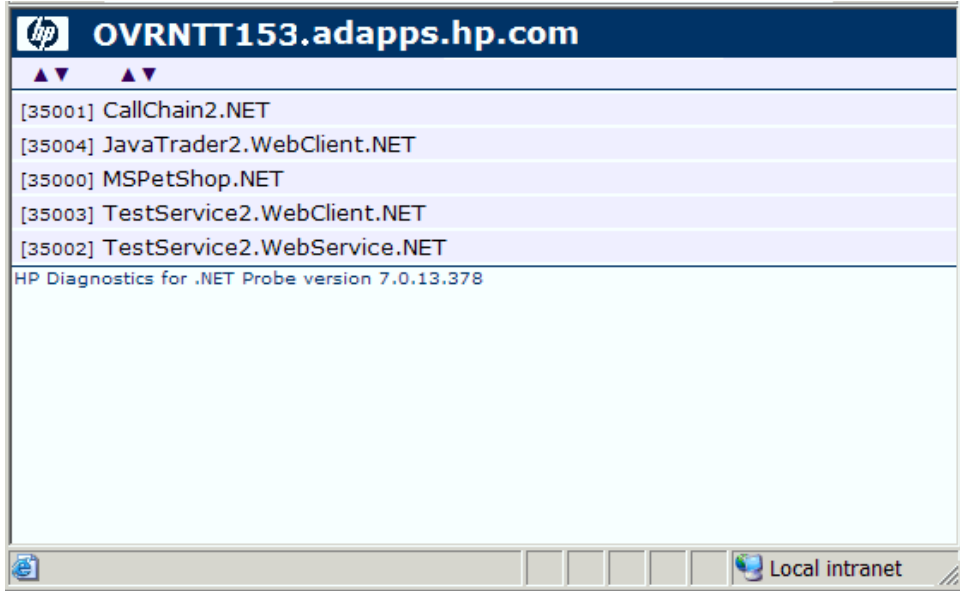 hp OVRNTT153.adapps.hp.com
▲▼ ▲▼
[35001] CallChain2.NET
[35004] JavaTrader2.WebClient.NET
[35000] MSPetShop.NET
[35003] TestService2.WebClient.NET
[35002] TestService2.WebService.NET
HP Diagnostics for .NET Probe version 7.0.13.378
Local intranet